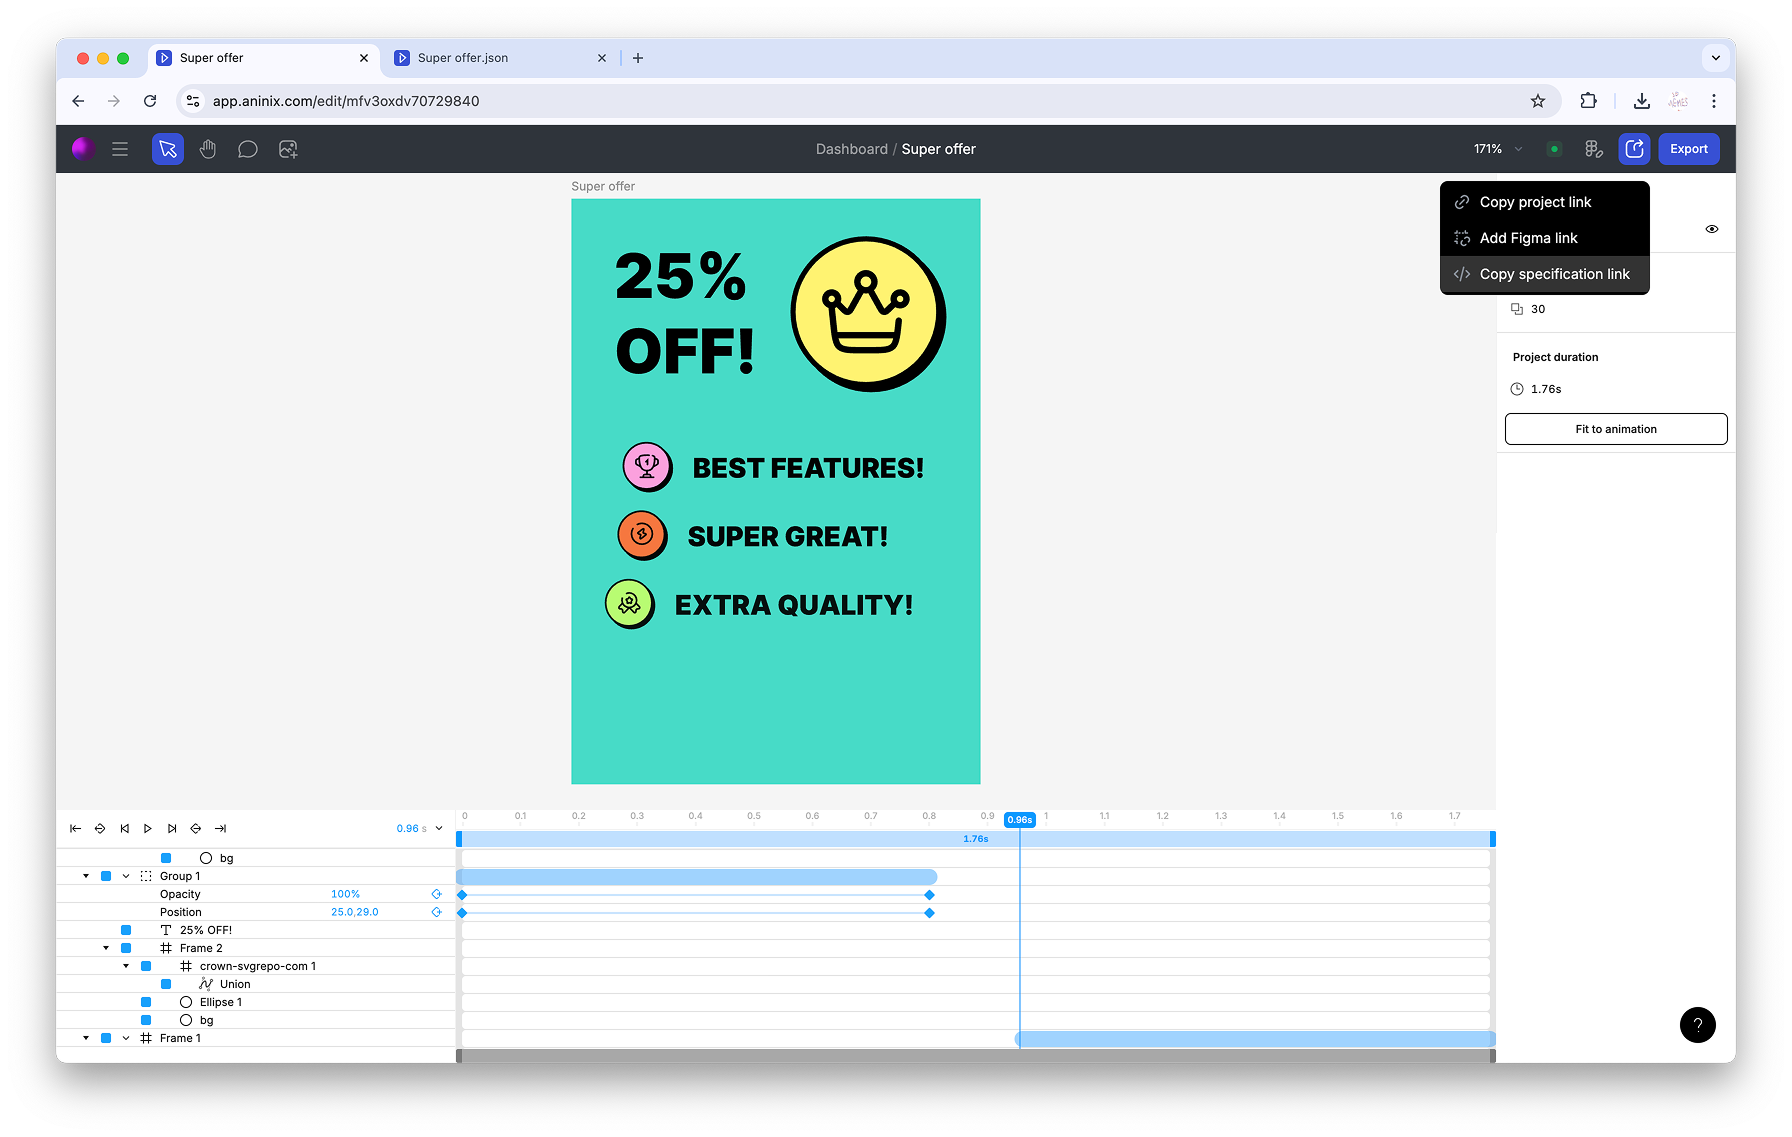 Super offer
Super offer.json
app.aninix.com/edit/mfv3oxdv70729840
Dashboard / Super offer
171%
Export
Copy project link
Add Figma link
Copy specification link
30
Project duration
1.76s
Fit to animation
Super offer
25%
OFF!
BEST FEATURES!
SUPER GREAT!
EXTRA QUALITY!
0.96 s
0 0.1 0.2 0.3 0.4 0.5 0.6 0.7 0.8 0.9 0.96s 1 1.1 1.2 1.3 1.4 1.5 1.6 1.7
1.76s
bg
Group 1
Opacity 100%
Position 25.0,29.0
25% OFF!
Frame 2
crown-svgrepo-com 1
Union
Ellipse 1
bg
Frame 1
?